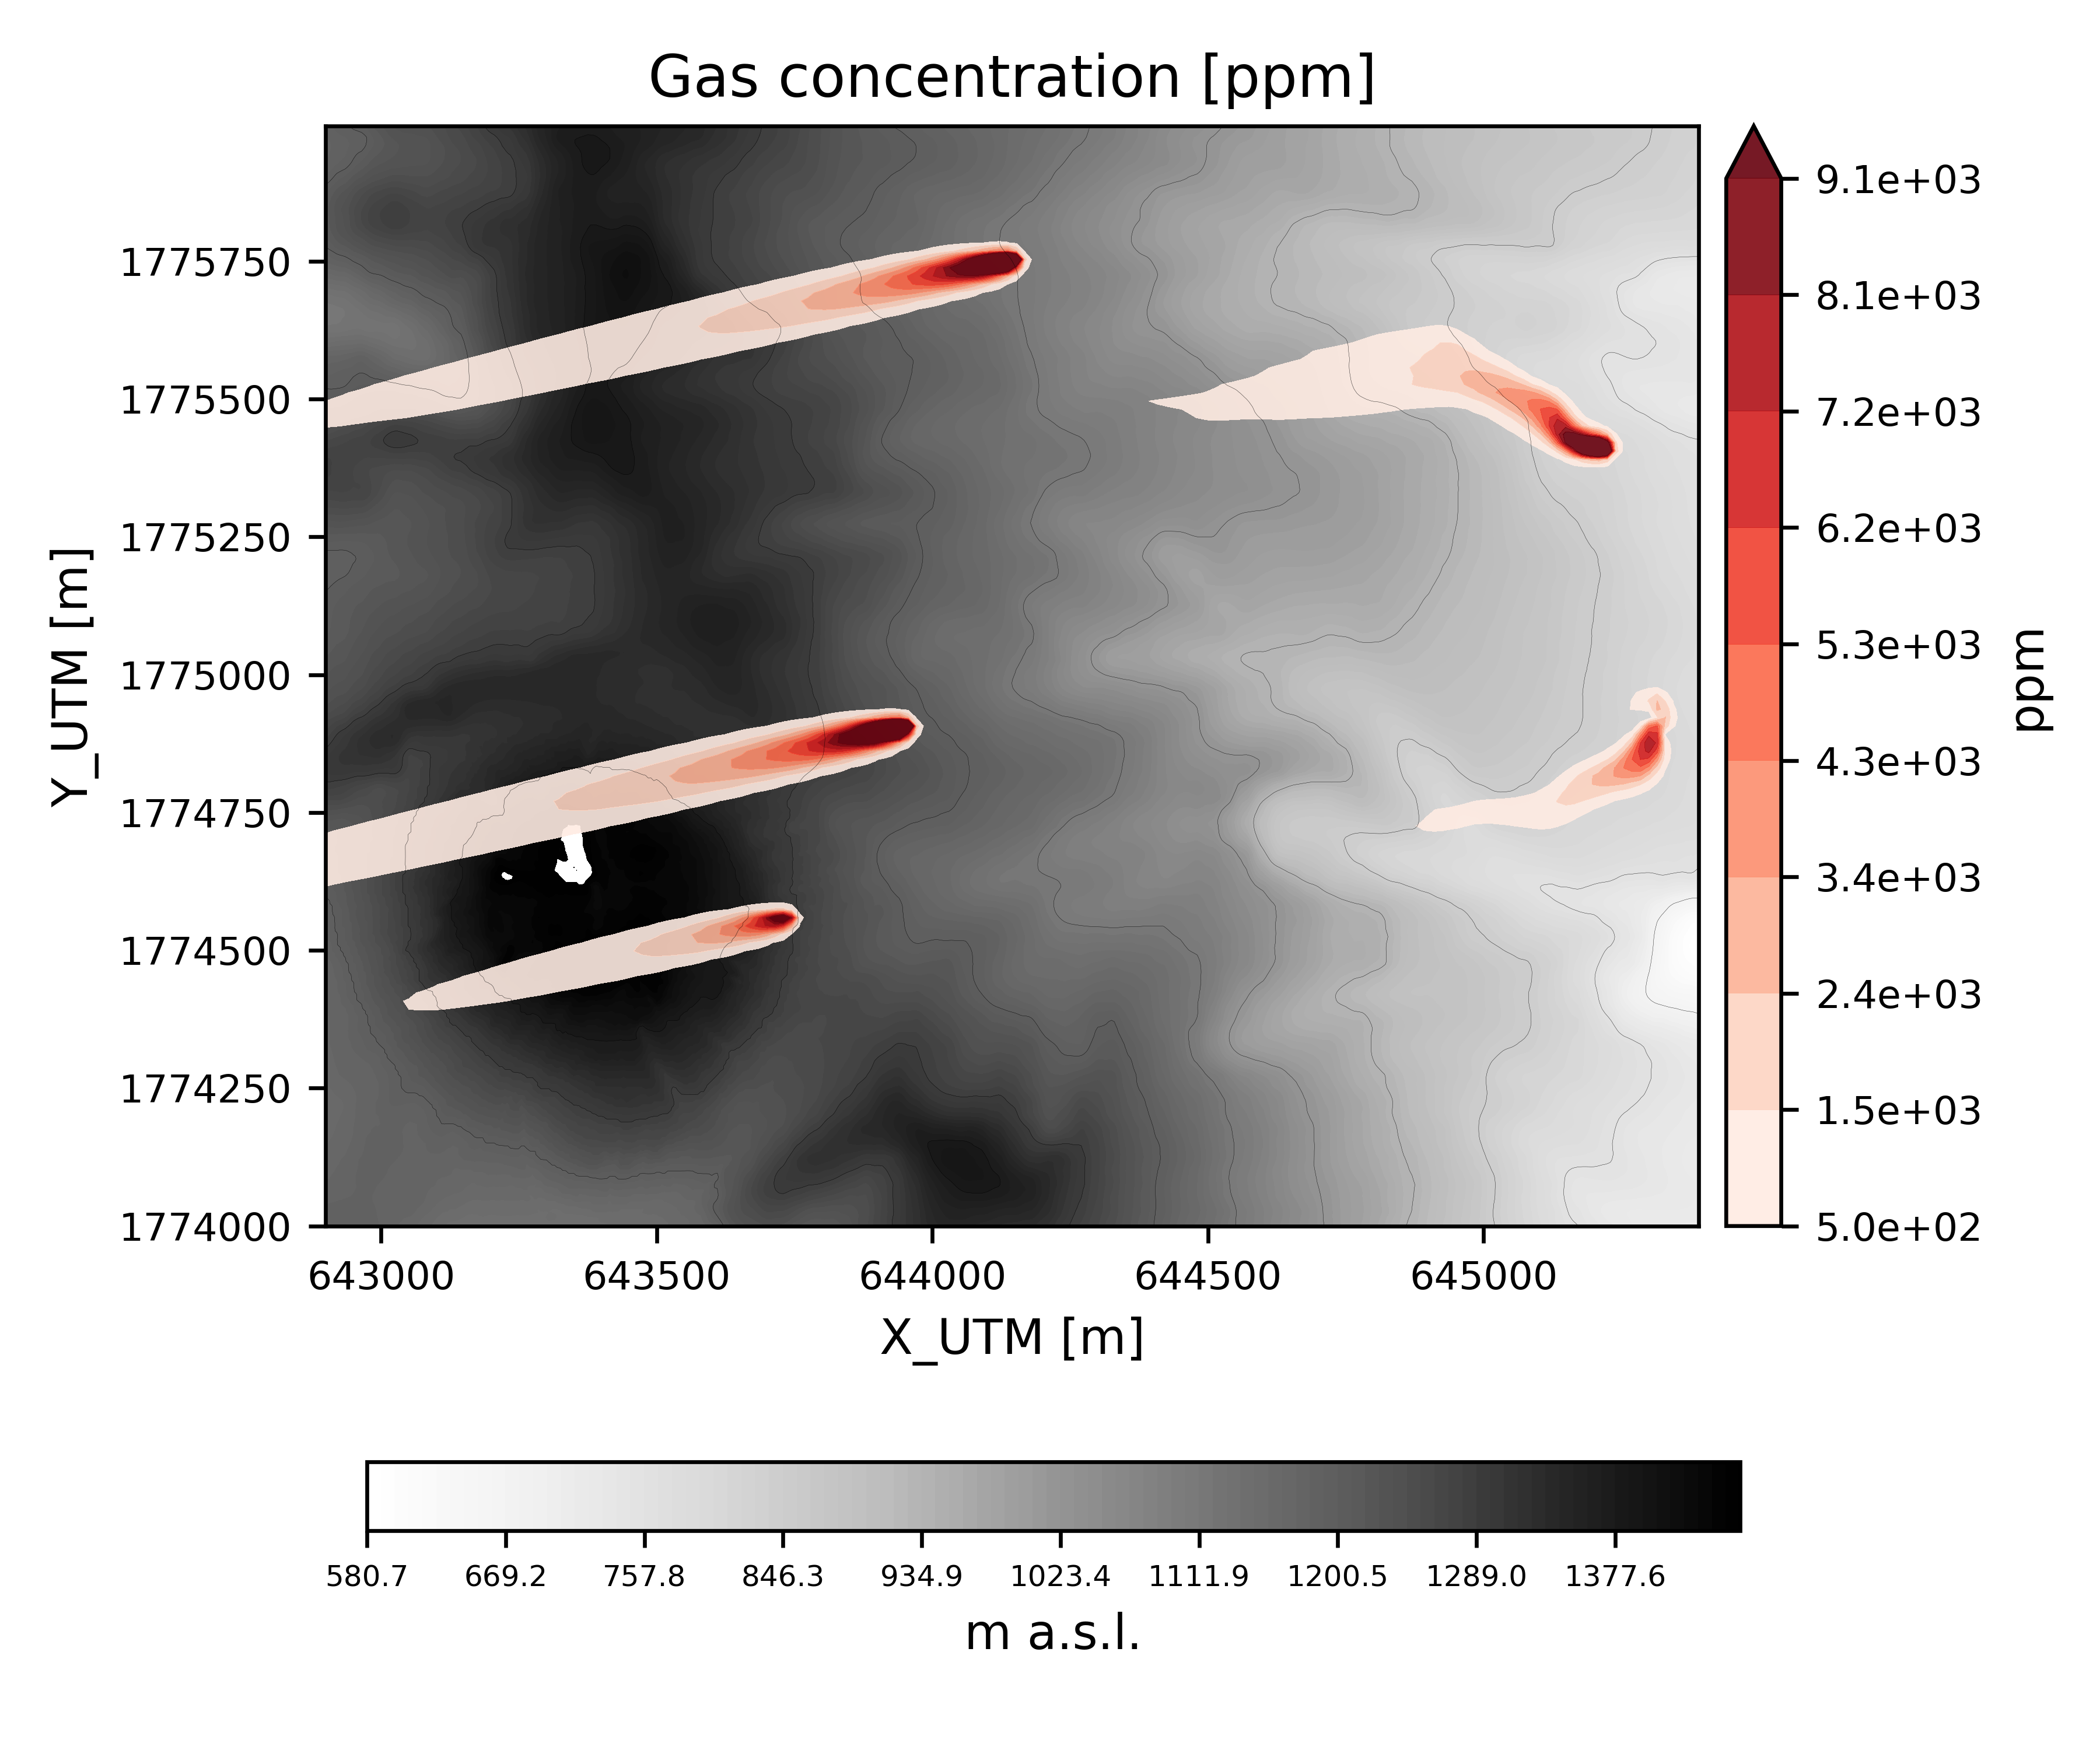 Gas concentration [ppm]
1775750
1775500
1775250
1775000
1774750
1774500
1774250
1774000
Y_UTM [m]
643000
643500
644000
644500
645000
X_UTM [m]
9.1e+03
8.1e+03
7.2e+03
6.2e+03
5.3e+03
4.3e+03
3.4e+03
2.4e+03
1.5e+03
5.0e+02
ppm
580.7
669.2
757.8
846.3
934.9
1023.4
1111.9
1200.5
1289.0
1377.6
m a.s.l.